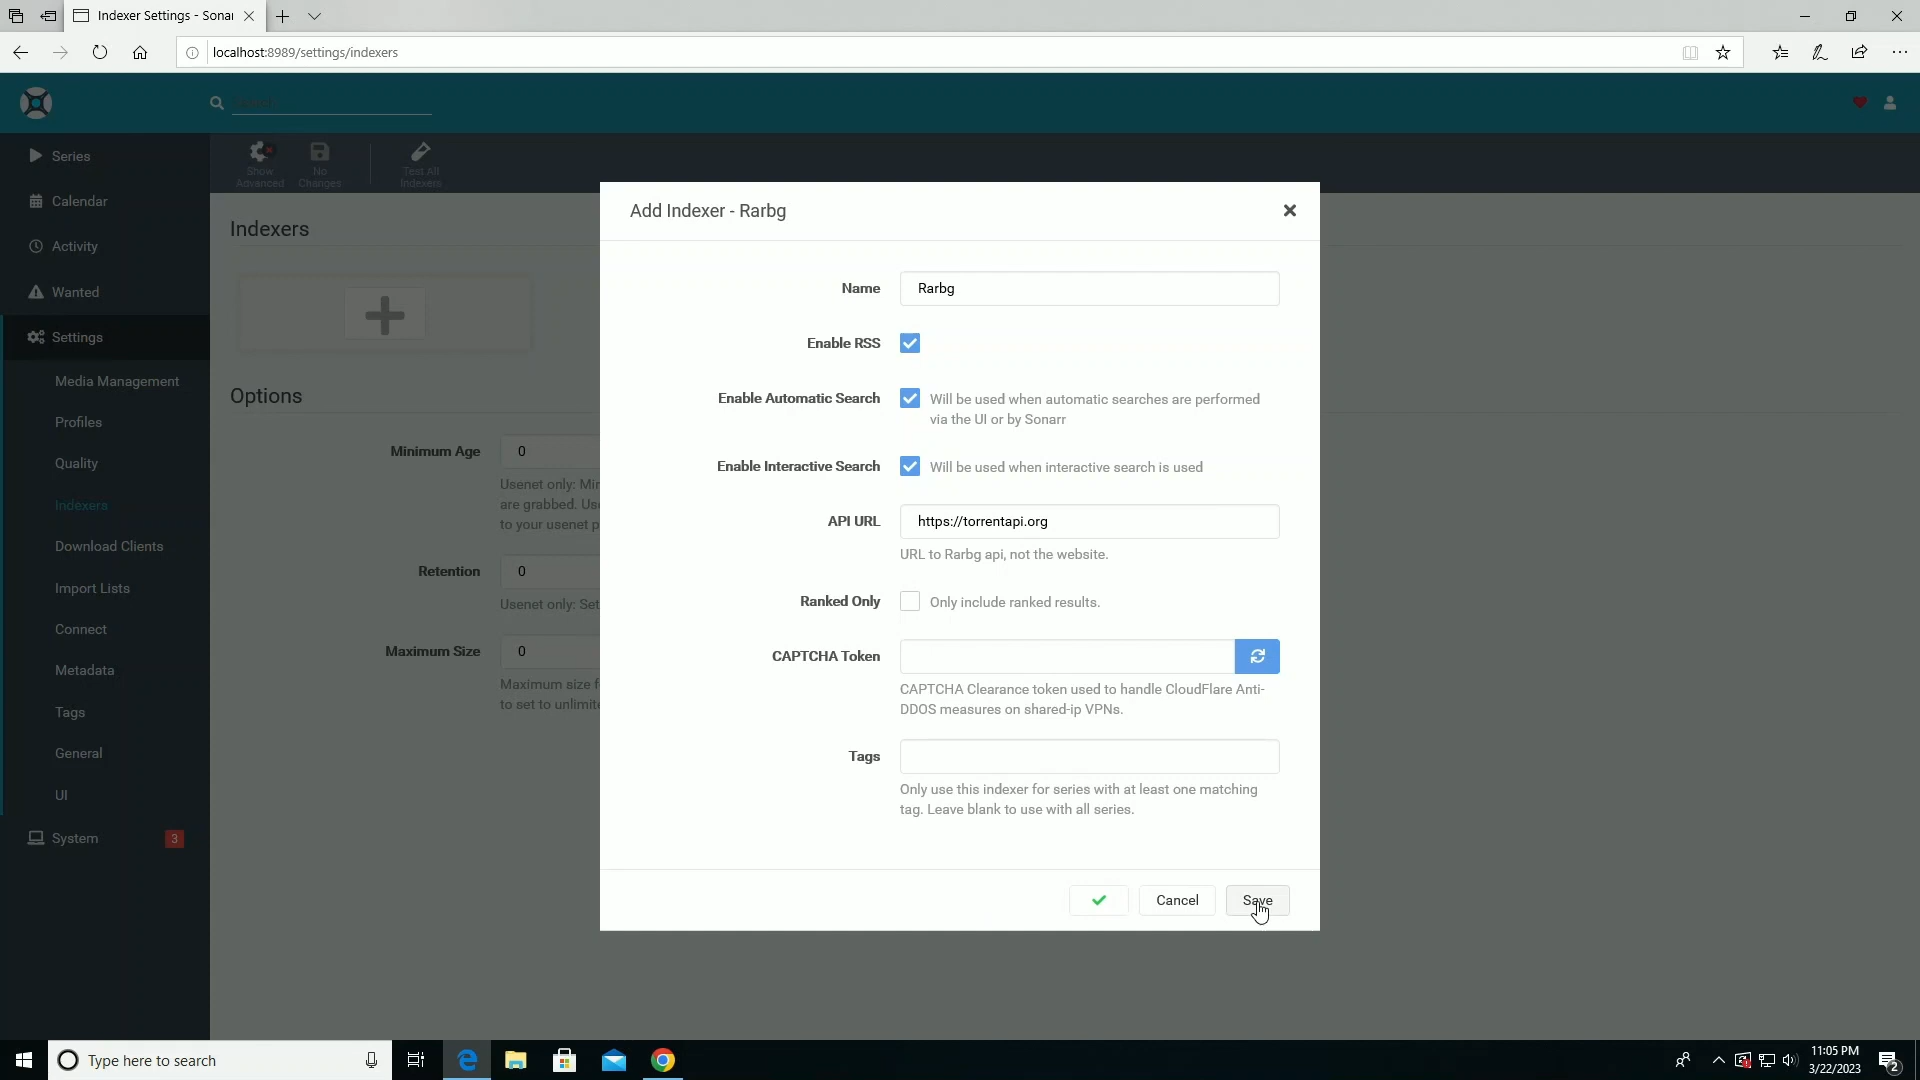 Indexer Settings - Sonar
localhost:8989/settings/indexers
Search
Series
Calendar
Activity
Wanted
Settings
Media Management
Profiles
Quality
Indexers
Download Clients
Import Lists
Connect
Metadata
Tags
General
UI
System
3
Show
Advanced
No
Changes
Test All
Indexers
Indexers
Options
Minimum Age
0
Usenet only: Min
are grabbed. Use
to your usenet p
Retention
0
Usenet only: Set
Maximum Size
0
Maximum size f
to set to unlimite
Add Indexer - Rarbg
Name
Rarbg
Enable RSS
Enable Automatic Search
Will be used when automatic searches are performed
via the UI or by Sonarr
Enable Interactive Search
Will be used when interactive search is used
API URL
https://torrentapi.org
URL to Rarbg api, not the website.
Ranked Only
Only include ranked results.
CAPTCHA Token
CAPTCHA Clearance token used to handle CloudFlare Anti-
DDOS measures on shared-ip VPNs.
Tags
Only use this indexer for series with at least one matching
tag. Leave blank to use with all series.
Cancel
Save
Type here to search
11:05 PM
3/22/2023
2